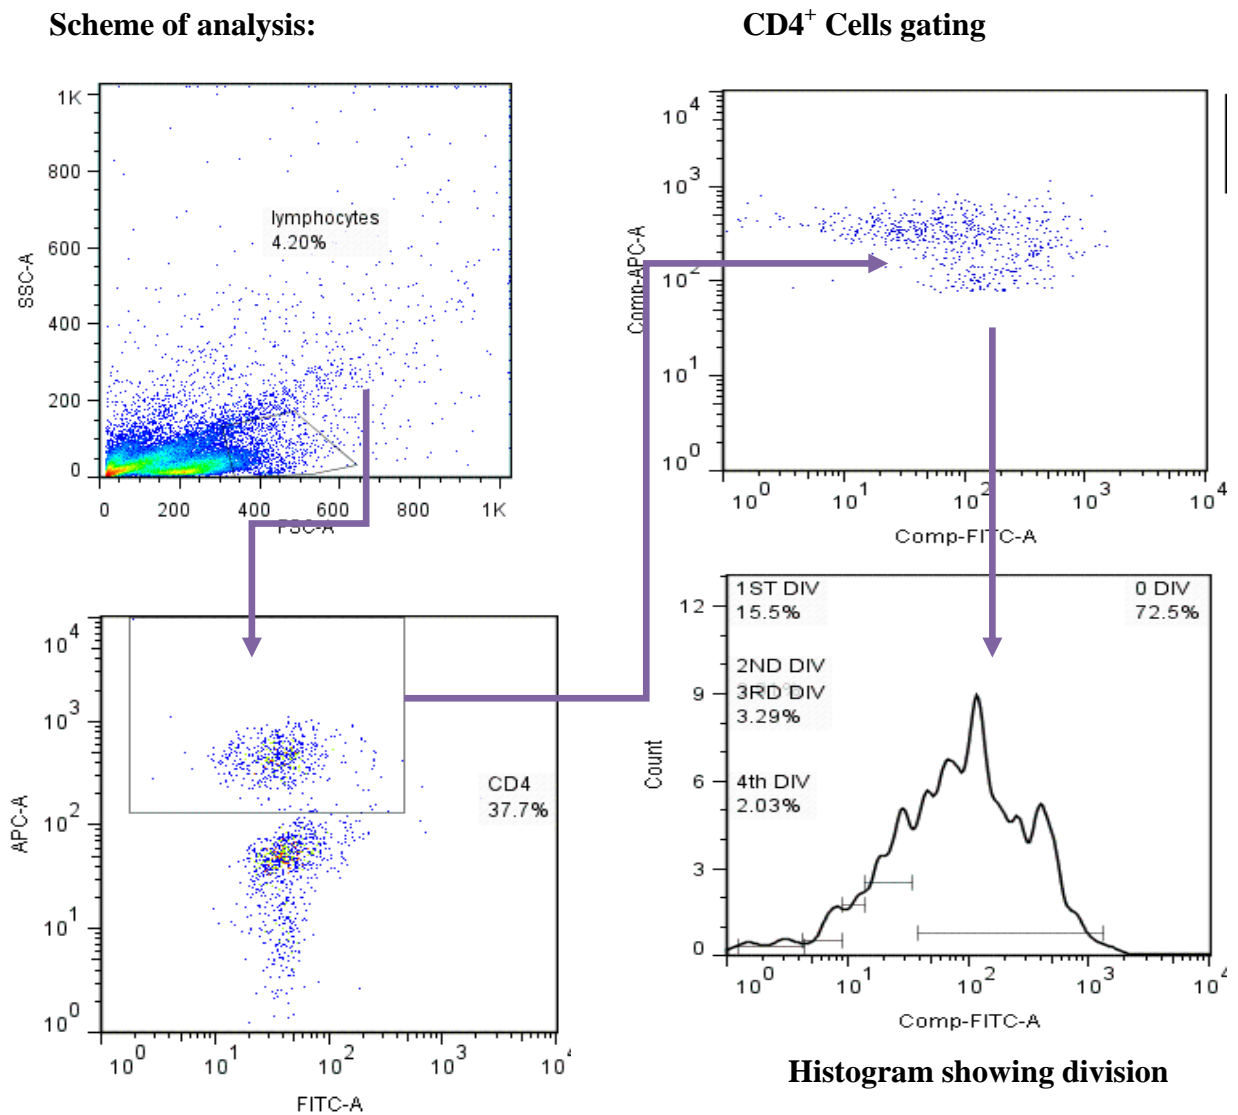 Scheme of analysis:
CD4+ Cells gating
1K
800
600
400
200
0
SSC-A
lymphocytes
4.20%
0 200 400 600 800 1K
FSC-A
10^4
10^3
10^2
10^1
10^0
Comp-APC-A
10^0 10^1 10^2 10^3 10^4
Comp-FITC-A
10^4
10^3
10^2
10^1
10^0
APC-A
CD4
37.7%
10^0 10^1 10^2 10^3
FITC-A
12
9
6
3
0
Count
1ST DIV
15.5%
0 DIV
72.5%
2ND DIV
3RD DIV
3.29%
4th DIV
2.03%
10^0 10^1 10^2 10^3
Comp-FITC-A
Histogram showing division